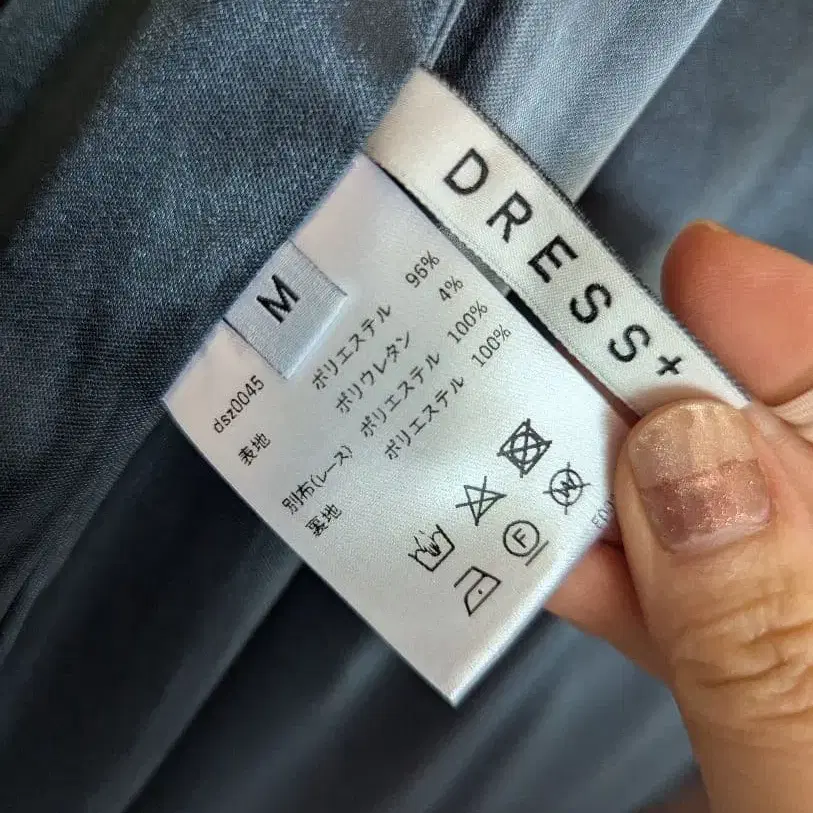 DRESS+
M
dsz0045
表地 ポリエステル 96%
ポリウレタン 4%
別布(レース) ポリエステル 100%
裏地 ポリエステル 100%
W
F